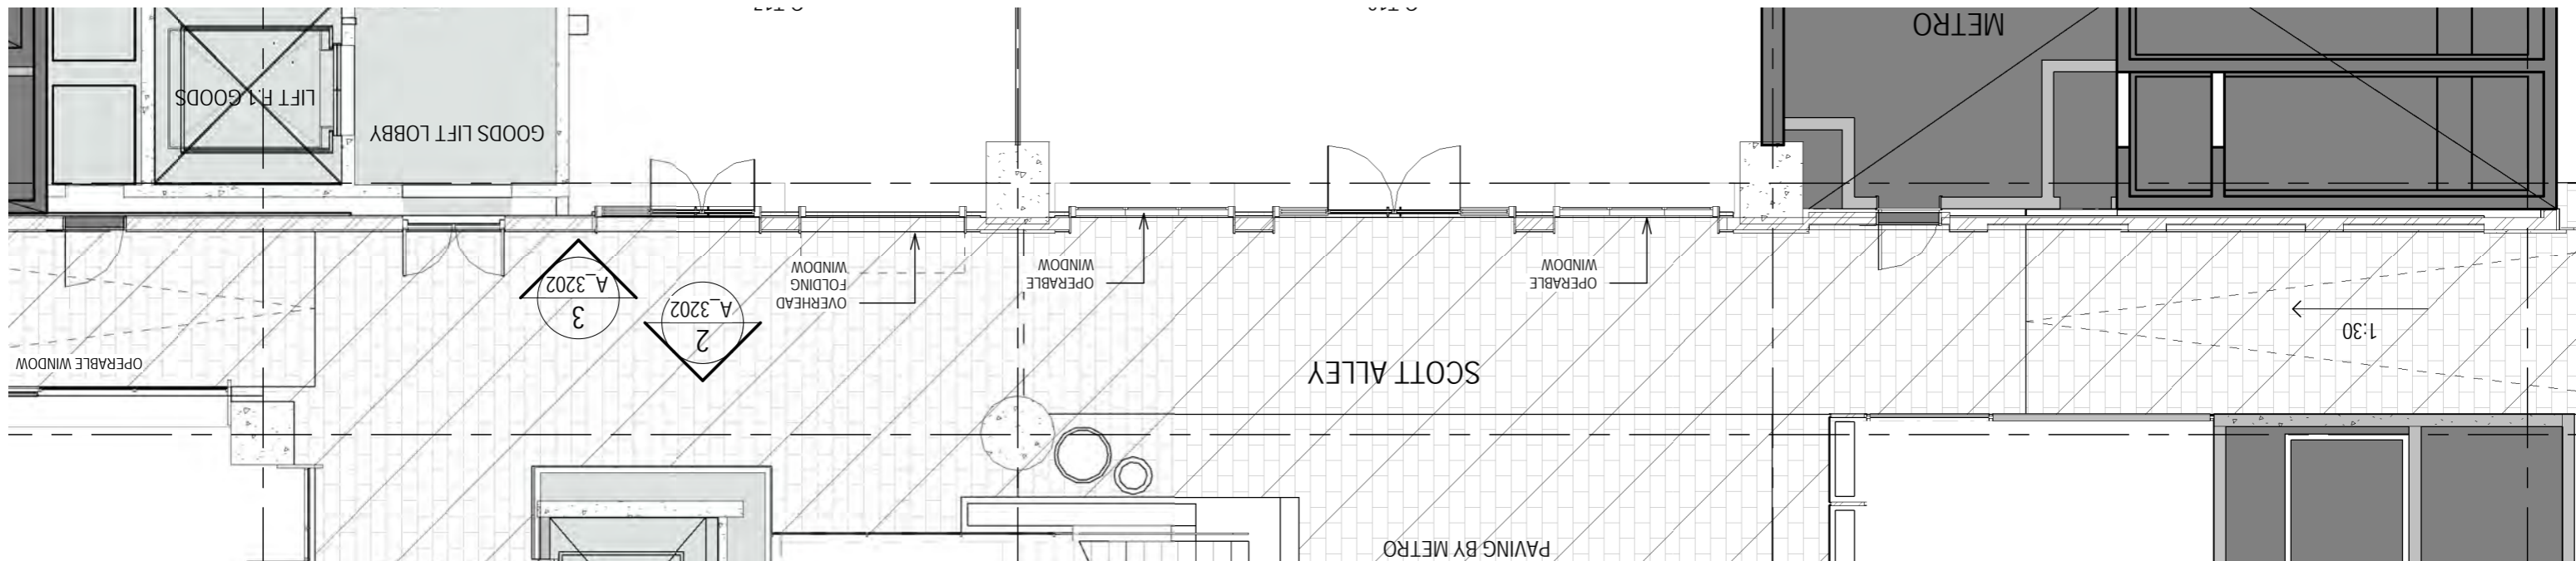 METRO
LIFT F.1 GOODS
GOODS LIFT LOBBY
OVERHEAD
FOLDING
WINDOW
OPERABLE
WINDOW
OPERABLE
WINDOW
3
A_3202
2
A_3202
1:30
OPERABLE WINDOW
SCOTT ALLEY
PAVING BY METRO